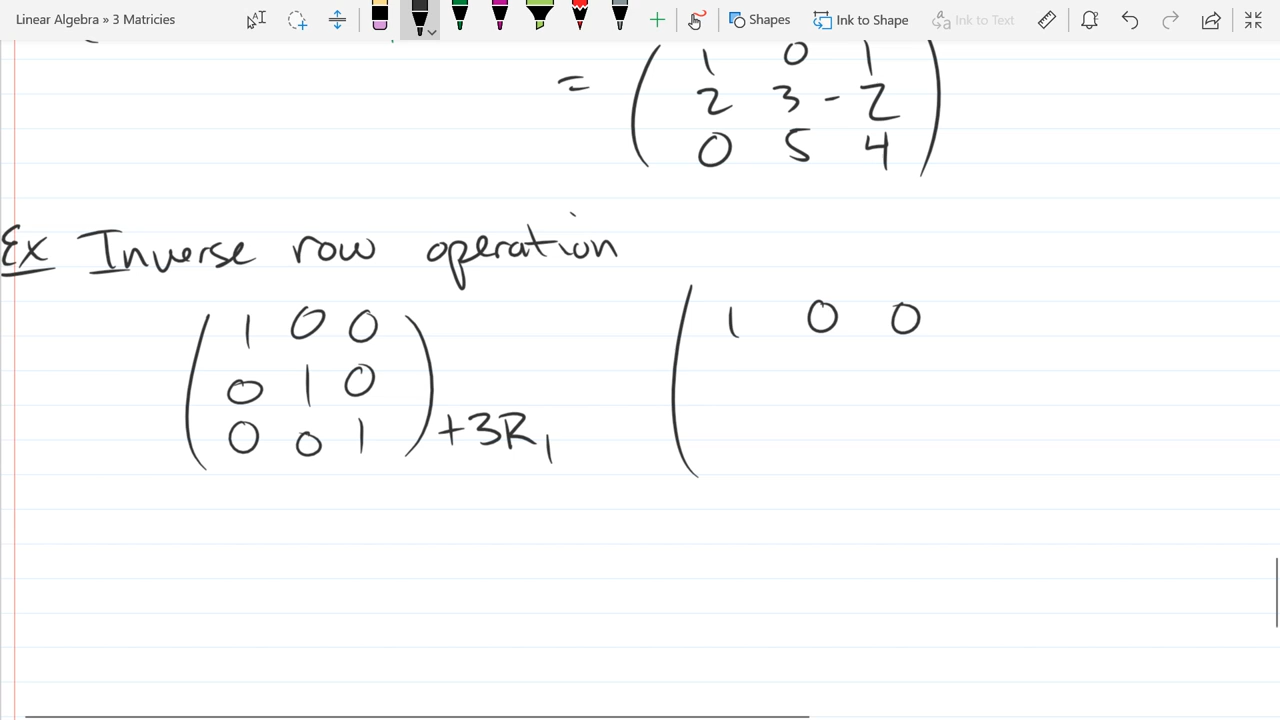 Linear Algebra » 3 Matricies
Shapes
Ink to Shape
Ink to Text
1 0 1
= 2 3 -2
0 5 4
Ex Inverse row operation
1 0 0
0 1 0
0 0 1 +3R1
1 0 0